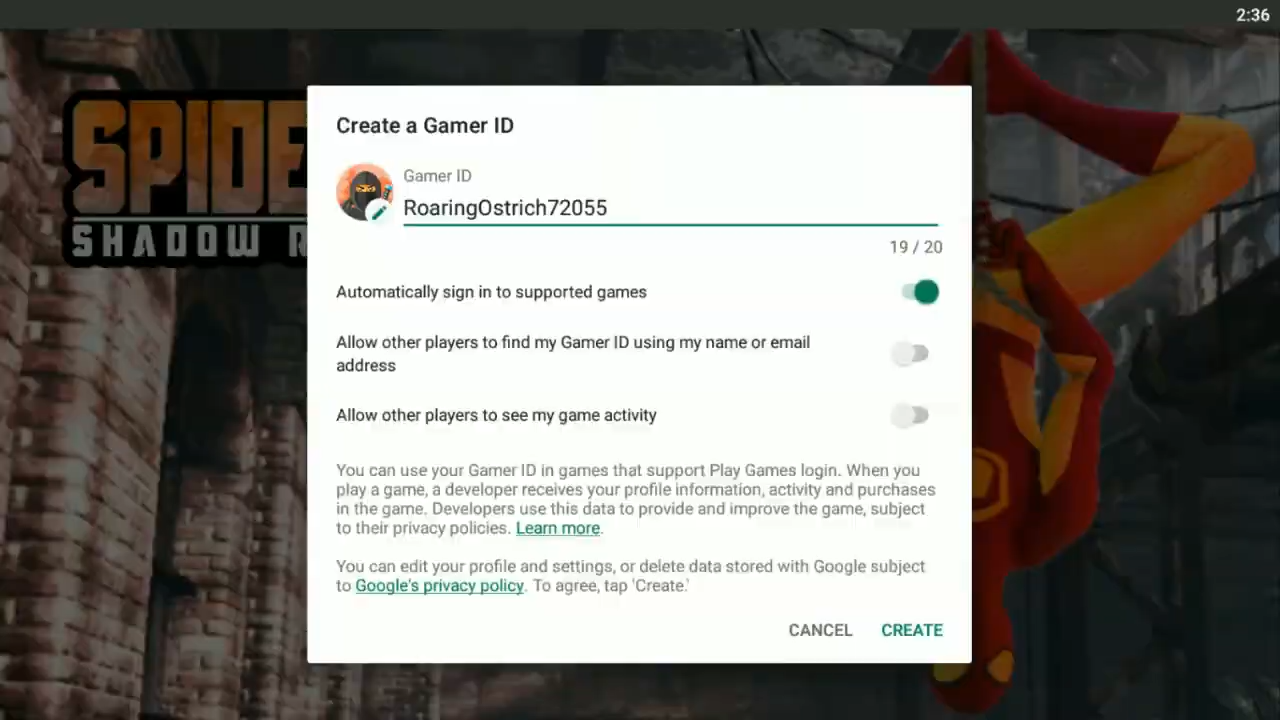 2:36
SPIDE
SHADOW R
Create a Gamer ID
Gamer ID
RoaringOstrich72055
19 / 20
Automatically sign in to supported games
Allow other players to find my Gamer ID using my name or email
address
Allow other players to see my game activity
You can use your Gamer ID in games that support Play Games login. When you
play a game, a developer receives your profile information, activity and purchases
in the game. Developers use this data to provide and improve the game, subject
to their privacy policies. Learn more.
You can edit your profile and settings, or delete data stored with Google subject
to Google's privacy policy. To agree, tap 'Create.'
CANCEL CREATE